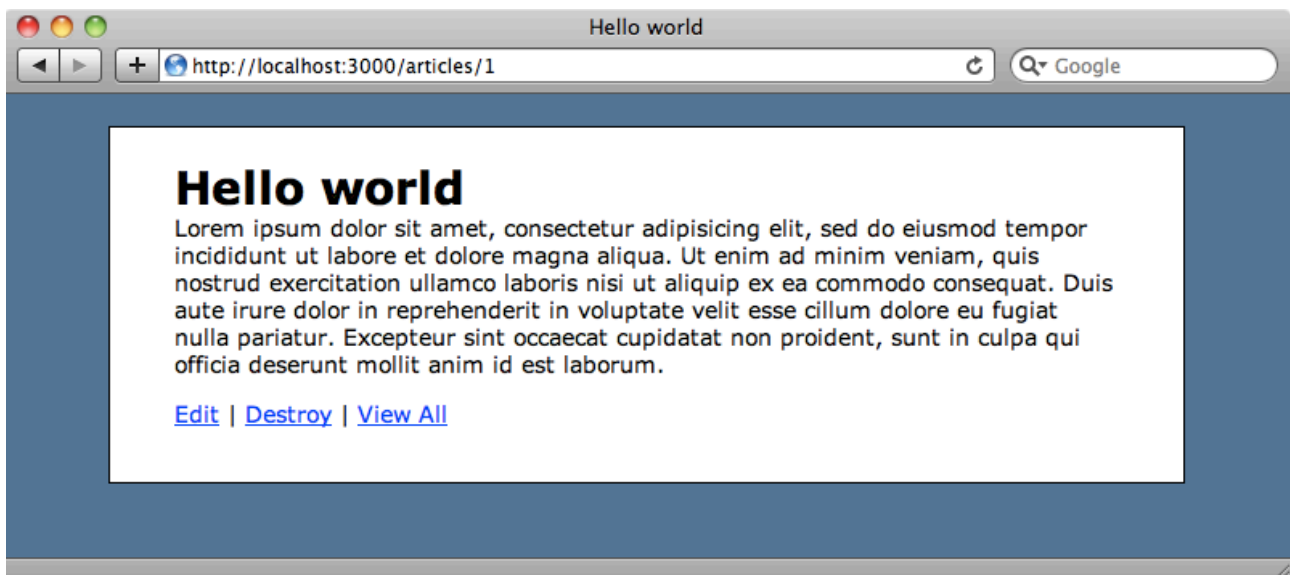 Hello world
http://localhost:3000/articles/1
Google
Hello world
Lorem ipsum dolor sit amet, consectetur adipisicing elit, sed do eiusmod tempor
incididunt ut labore et dolore magna aliqua. Ut enim ad minim veniam, quis
nostrud exercitation ullamco laboris nisi ut aliquip ex ea commodo consequat. Duis
aute irure dolor in reprehenderit in voluptate velit esse cillum dolore eu fugiat
nulla pariatur. Excepteur sint occaecat cupidatat non proident, sunt in culpa qui
officia deserunt mollit anim id est laborum.
Edit | Destroy | View All